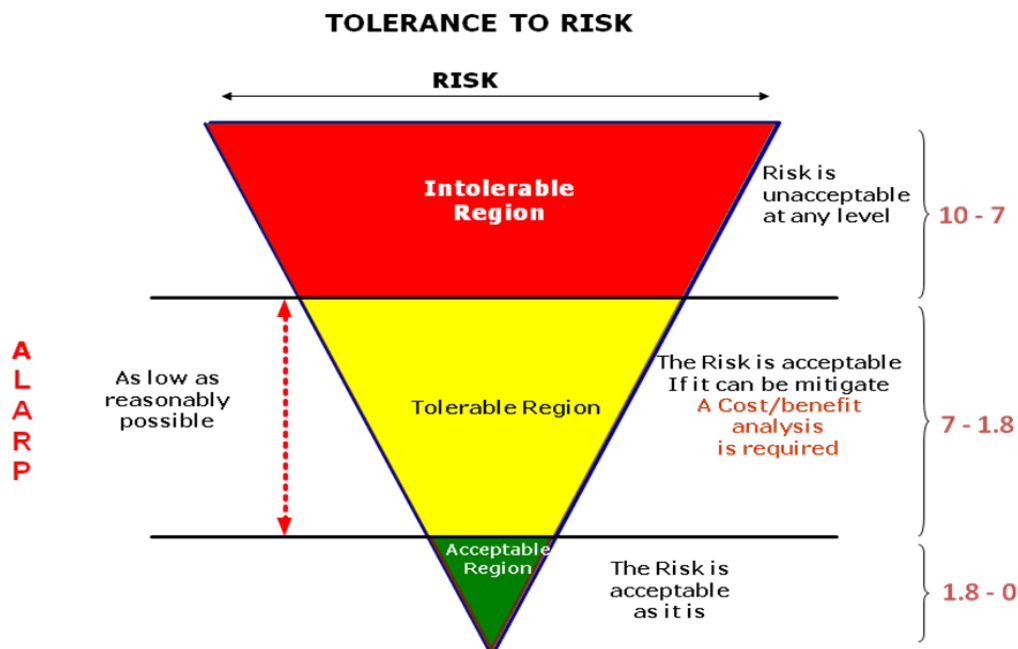 TOLERANCE TO RISK
RISK
Intolerable
Region
Risk is
unacceptable
at any level
10 - 7
A
L
A
R
P
As low as
reasonably
possible
Tolerable Region
The Risk is acceptable
If it can be mitigate
A Cost/benefit
analysis
is required
7 - 1.8
Acceptable
Region
The Risk is
acceptable
as it is
1.8 - 0